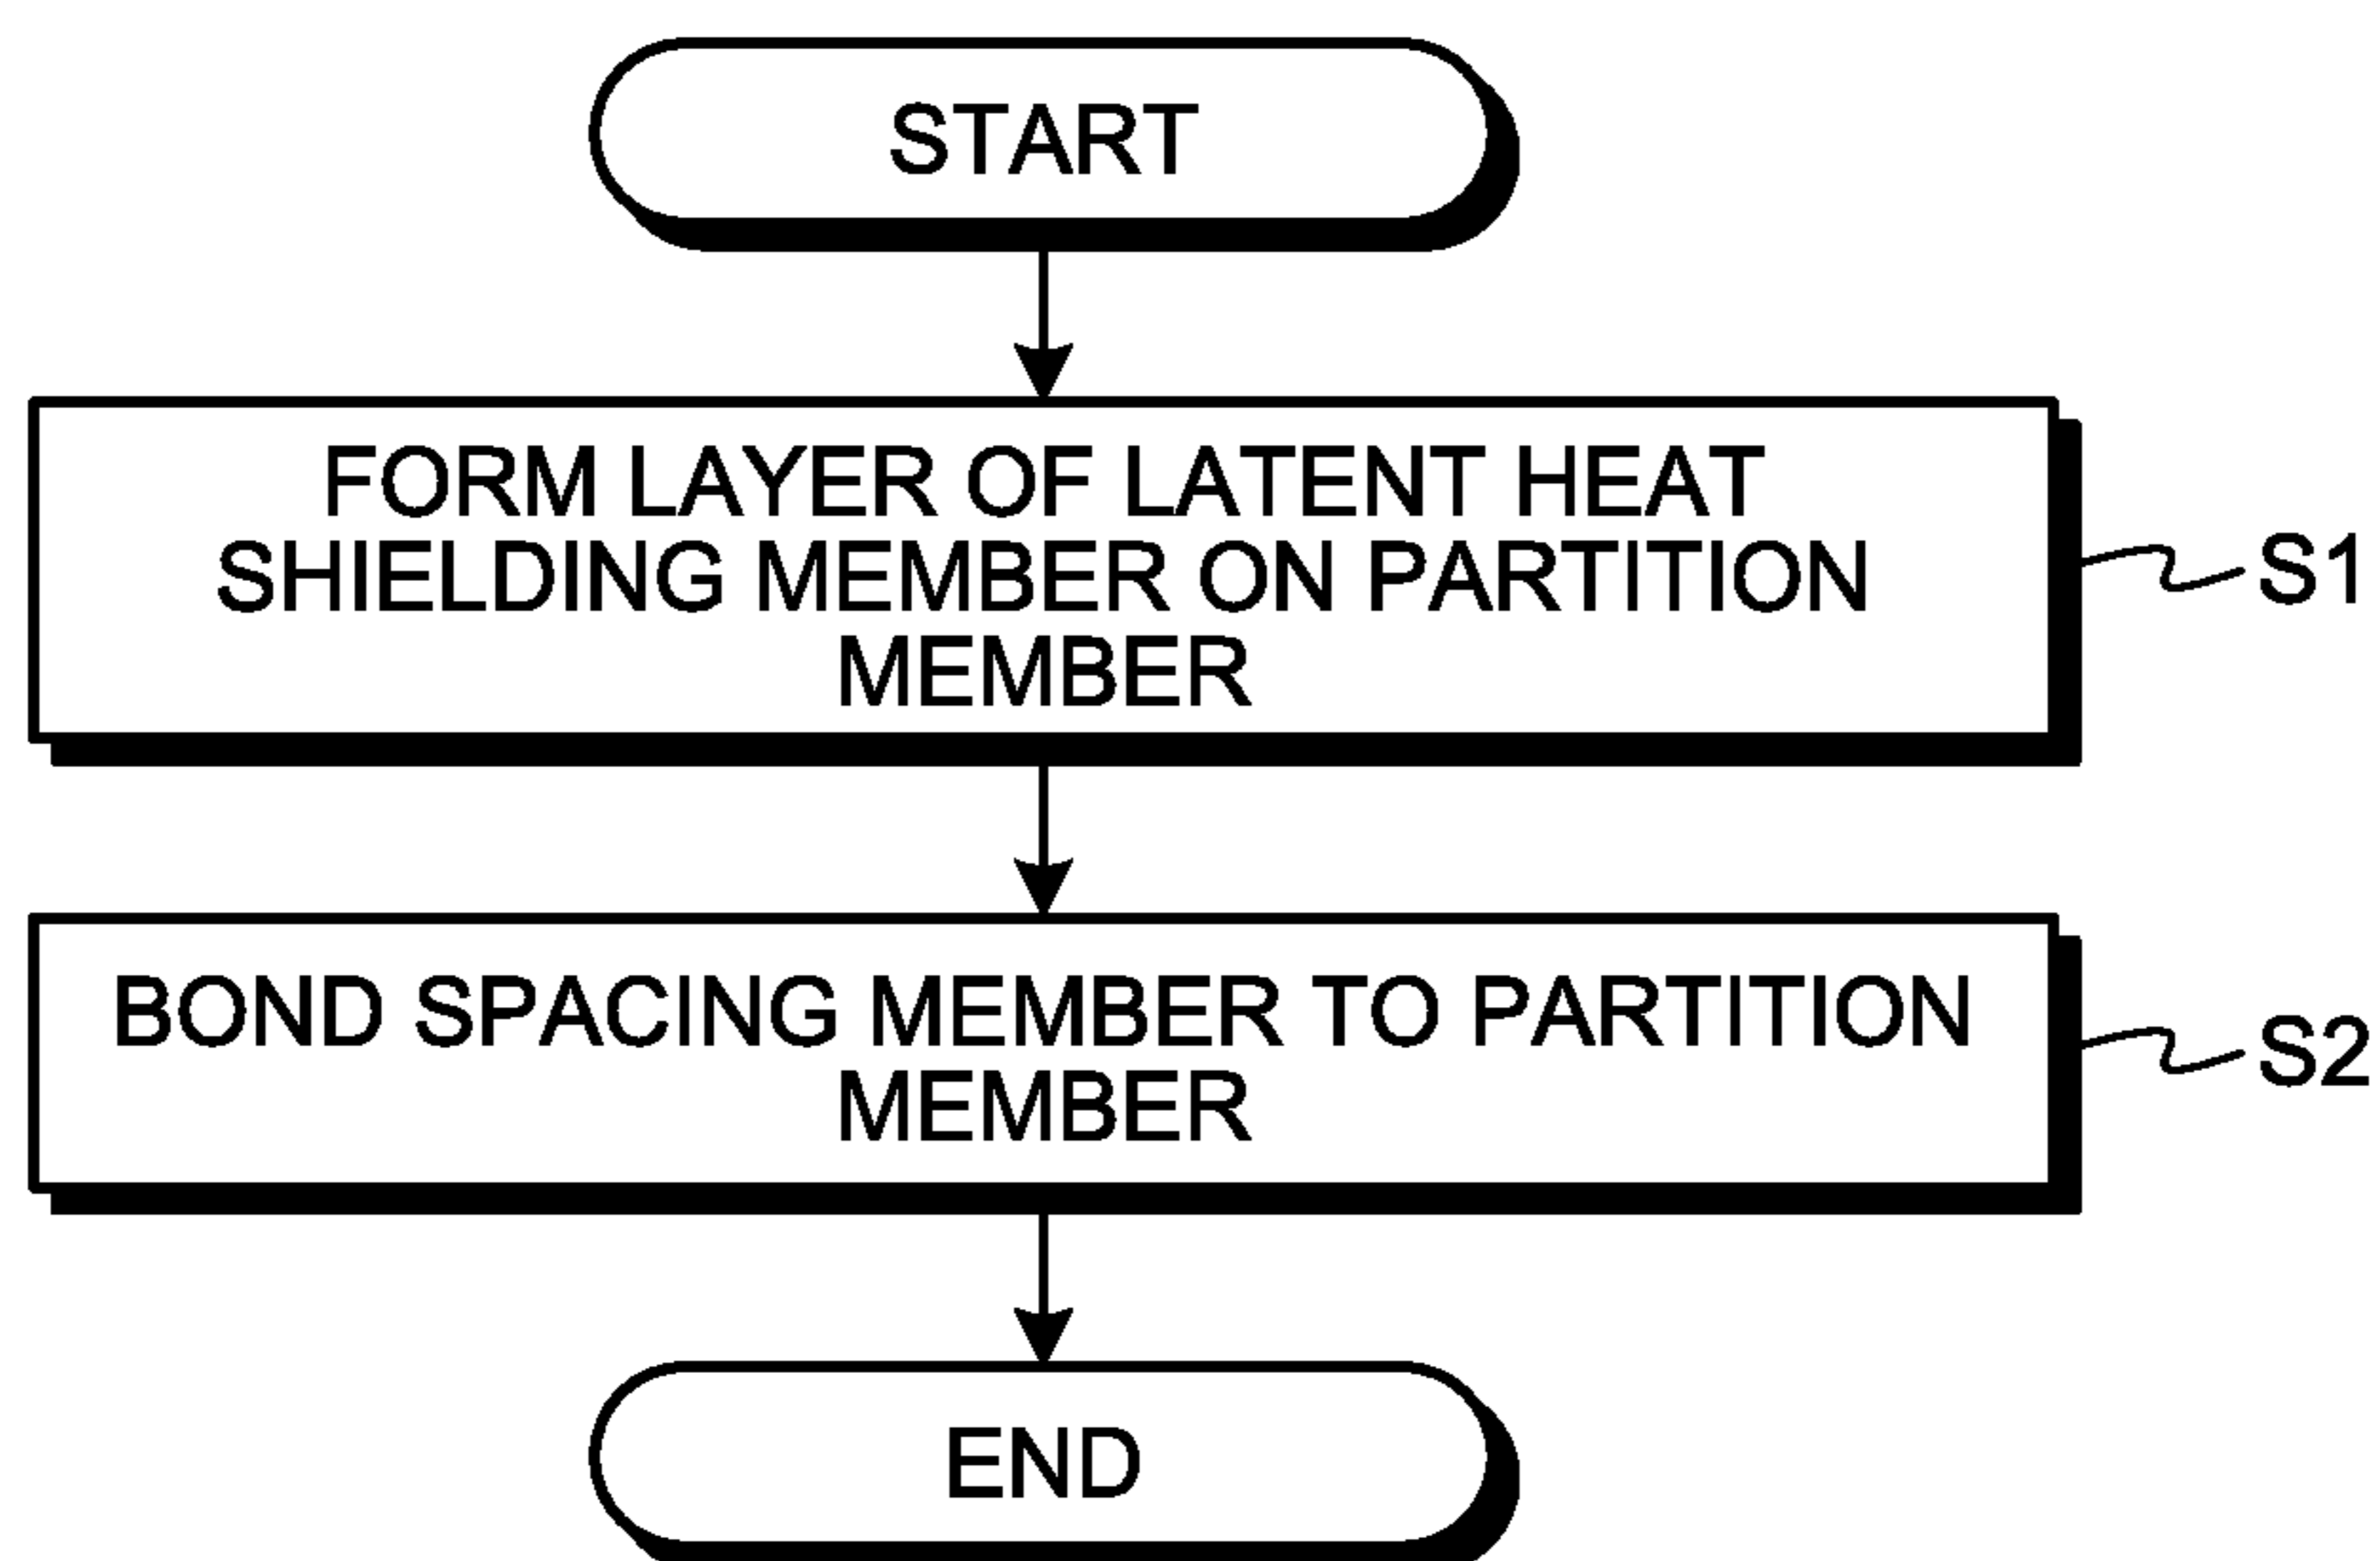 START
FORM LAYER OF LATENT HEAT
SHIELDING MEMBER ON PARTITION
MEMBER
S1
BOND SPACING MEMBER TO PARTITION
MEMBER
S2
END